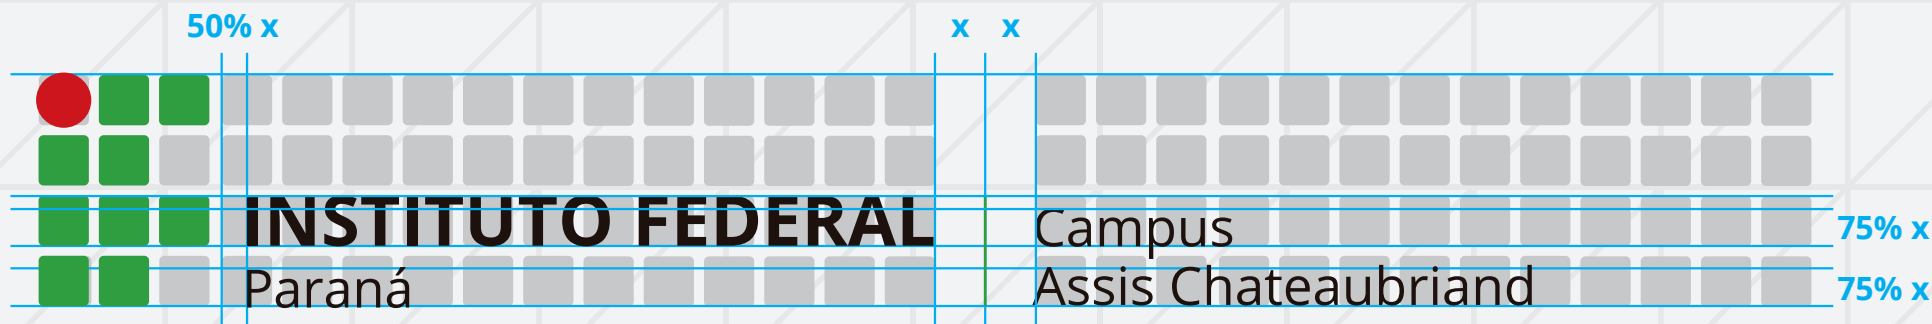 50% x
x x
INSTITUTO FEDERAL
Paraná
Campus
Assis Chateaubriand
75% x
75% x